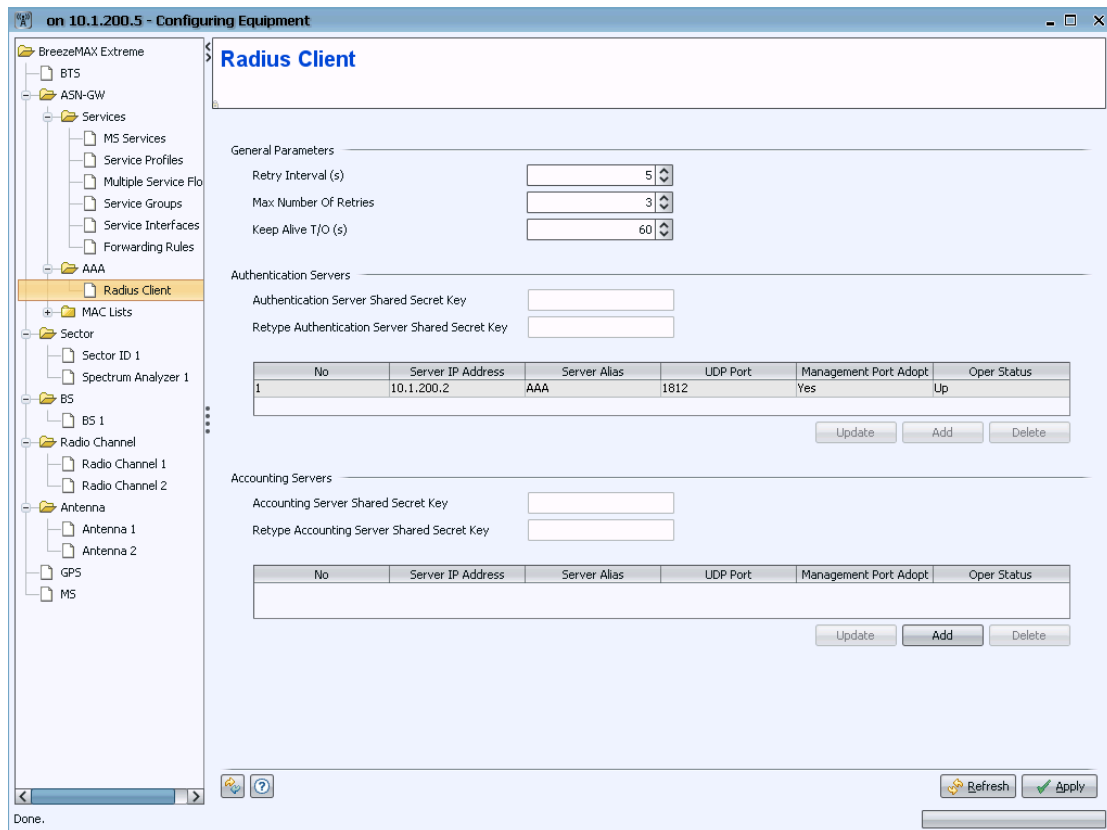 on 10.1.200.5 - Configuring Equipment
BreezeMAX Extreme
BTS
ASN-GW
Services
MS Services
Service Profiles
Multiple Service Flo
Service Groups
Service Interfaces
Forwarding Rules
AAA
Radius Client
MAC Lists
Sector
Sector ID 1
Spectrum Analyzer 1
BS
BS 1
Radio Channel
Radio Channel 1
Radio Channel 2
Antenna
Antenna 1
Antenna 2
GPS
MS
Radius Client
General Parameters
Retry Interval (s) 5
Max Number Of Retries 3
Keep Alive T/O (s) 60
Authentication Servers
Authentication Server Shared Secret Key
Retype Authentication Server Shared Secret Key
No Server IP Address Server Alias UDP Port Management Port Adopt Oper Status
1 10.1.200.2 AAA 1812 Yes Up
Update Add Delete
Accounting Servers
Accounting Server Shared Secret Key
Retype Accounting Server Shared Secret Key
No Server IP Address Server Alias UDP Port Management Port Adopt Oper Status
Update Add Delete
Refresh Apply
Done.